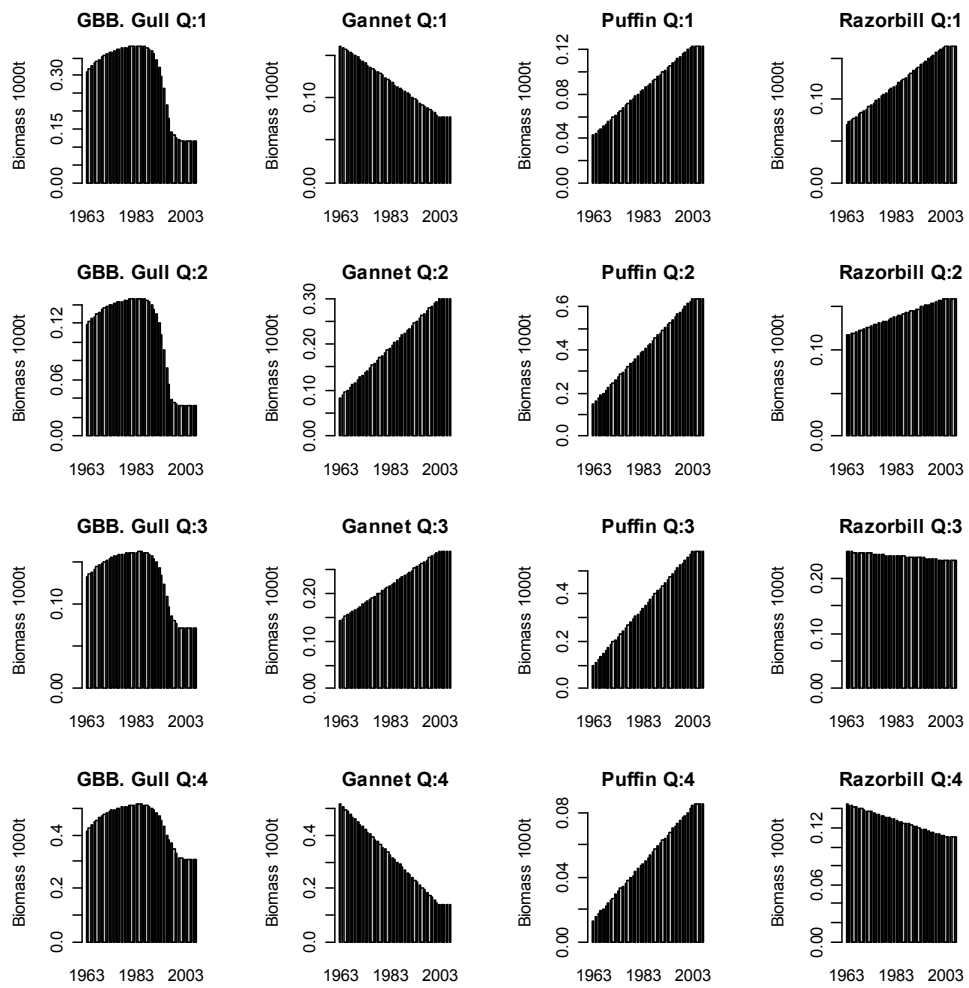 GBB. Gull Q:1
Biomass 1000t
0.00 0.15 0.30
1963 1983 2003
Gannet Q:1
Biomass 1000t
0.00 0.10
1963 1983 2003
Puffin Q:1
Biomass 1000t
0.00 0.04 0.08 0.12
1963 1983 2003
Razorbill Q:1
Biomass 1000t
0.00 0.10
1963 1983 2003
GBB. Gull Q:2
Biomass 1000t
0.00 0.06 0.12
1963 1983 2003
Gannet Q:2
Biomass 1000t
0.00 0.10 0.20 0.30
1963 1983 2003
Puffin Q:2
Biomass 1000t
0.0 0.2 0.4 0.6
1963 1983 2003
Razorbill Q:2
Biomass 1000t
0.00 0.10
1963 1983 2003
GBB. Gull Q:3
Biomass 1000t
0.00 0.10
1963 1983 2003
Gannet Q:3
Biomass 1000t
0.00 0.10 0.20
1963 1983 2003
Puffin Q:3
Biomass 1000t
0.0 0.2 0.4
1963 1983 2003
Razorbill Q:3
Biomass 1000t
0.00 0.10 0.20
1963 1983 2003
GBB. Gull Q:4
Biomass 1000t
0.0 0.2 0.4
1963 1983 2003
Gannet Q:4
Biomass 1000t
0.0 0.2 0.4
1963 1983 2003
Puffin Q:4
Biomass 1000t
0.00 0.04 0.08
1963 1983 2003
Razorbill Q:4
Biomass 1000t
0.00 0.06 0.12
1963 1983 2003